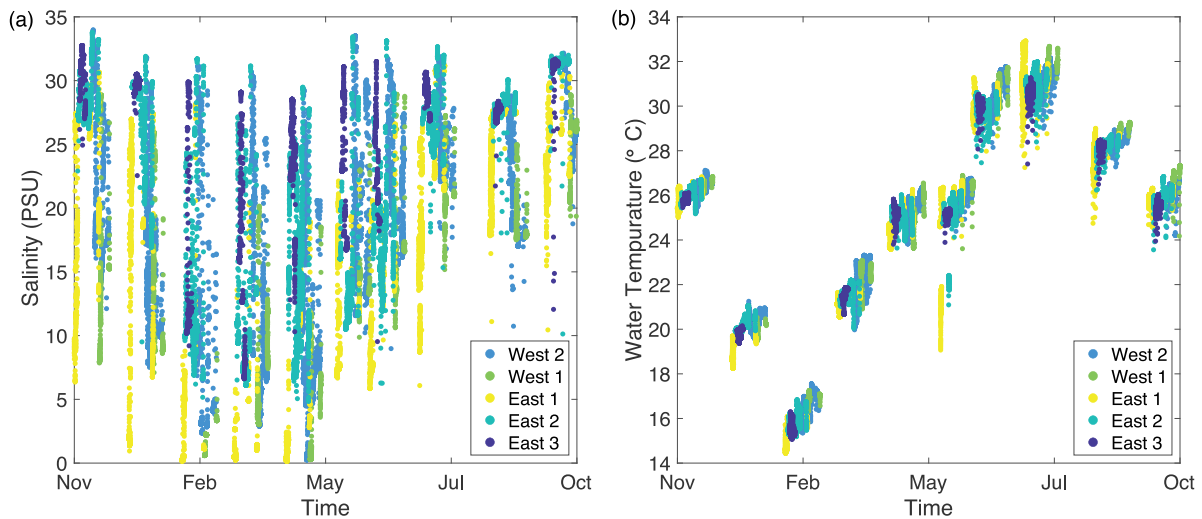 (a)
35
30
25
20
15
10
5
0
Salinity (PSU)
Nov Feb May Jul Oct
Time
West 2
West 1
East 1
East 2
East 3
(b)
34
32
30
28
26
24
22
20
18
16
14
Water Tempurature (° C)
Nov Feb May Jul Oct
Time
West 2
West 1
East 1
East 2
East 3